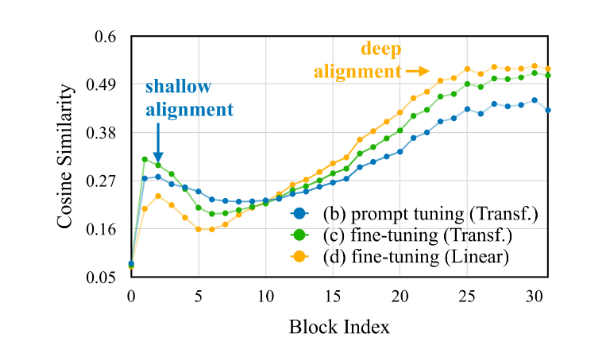 0.6
0.49
0.38
0.27
0.16
0.05
Cosine Similarity
shallow
alignment
deep
alignment
(b) prompt tuning (Transf.)
(c) fine-tuning (Transf.)
(d) fine-tuning (Linear)
0 5 10 15 20 25 30
Block Index